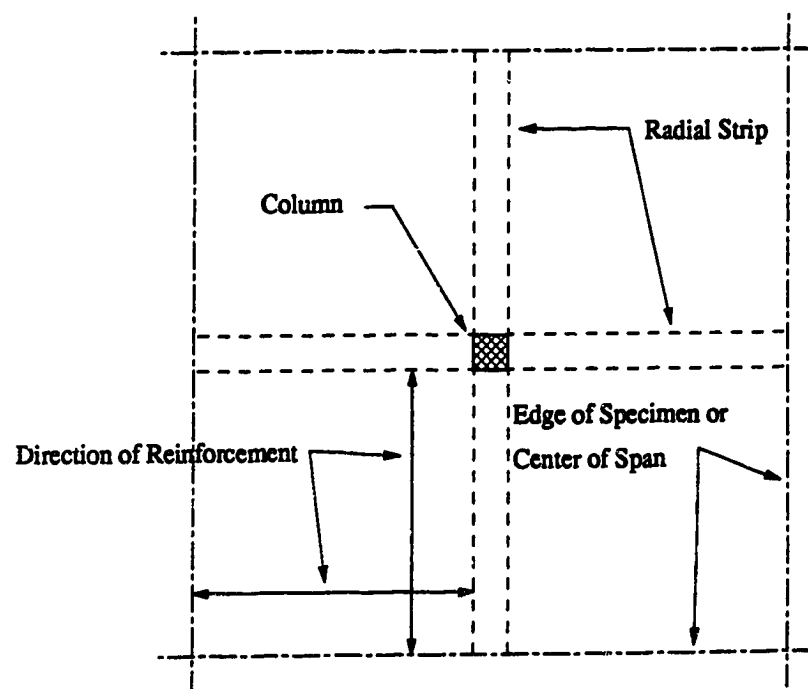 Radial Strip
Column
Edge of Specimen or
Center of Span
Direction of Reinforcement